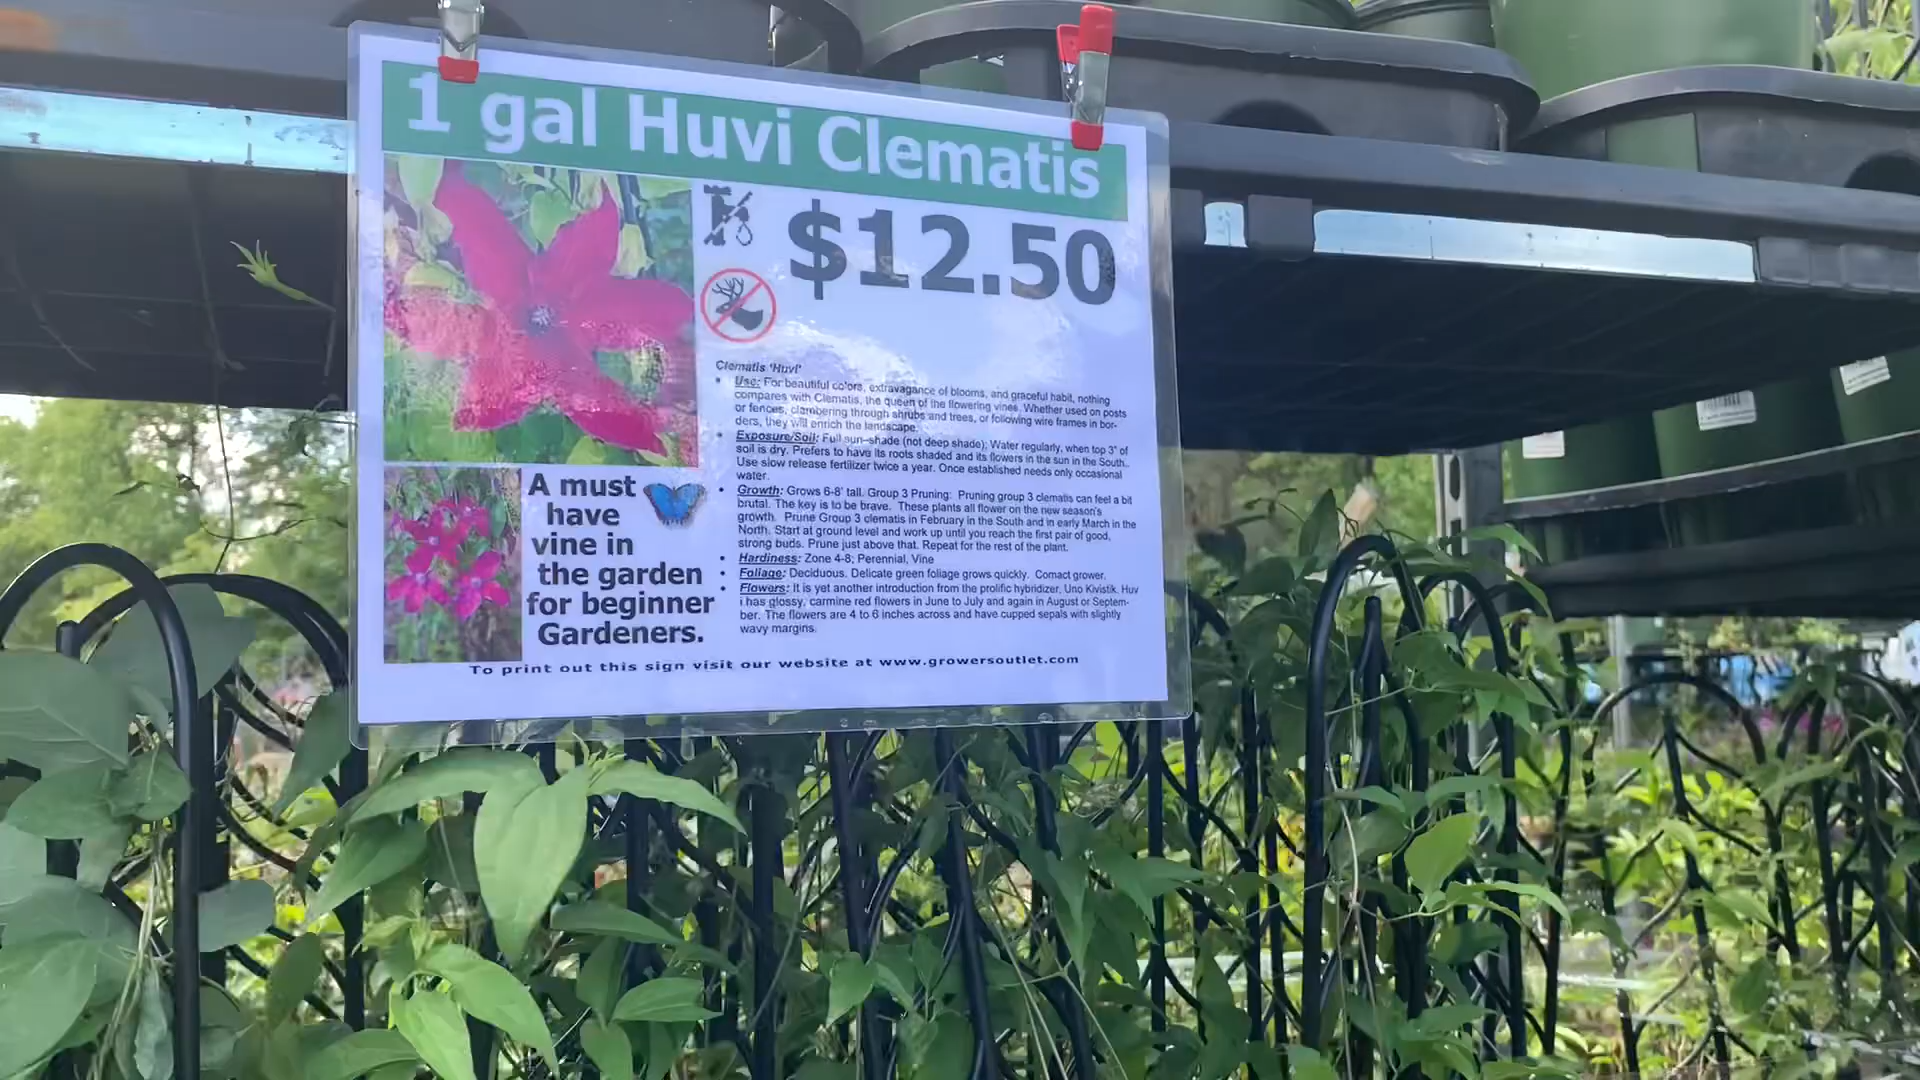 1 gal Huvi Clematis
$12.50
Clematis 'Huvi'
• Use: For beautiful colors, extravagance of blooms, and graceful habit, nothing
compares with Clematis, the queen of the flowering vines. Whether used on posts
or fences, clambering through shrubs and trees, or following wire frames in bor-
ders, they will enrich the landscape.
• Exposure/Soil: Full sun–shade (not deep shade); Water regularly, when top 3" of
soil is dry. Prefers to have its roots shaded and its flowers in the sun in the South.
Use slow release fertilizer twice a year. Once established needs only occasional
water.
• Growth: Grows 6-8' tall. Group 3 Pruning: Pruning group 3 clematis can feel a bit
brutal. The key is to be brave. These plants all flower on the new season's
growth. Prune Group 3 clematis in February in the South and in early March in the
North. Start at ground level and work up until you reach the first pair of good,
strong buds. Prune just above that. Repeat for the rest of the plant.
• Hardiness: Zone 4-8; Perennial, Vine
• Foliage: Deciduous. Delicate green foliage grows quickly. Comact grower.
• Flowers: It is yet another introduction from the prolific hybridizer, Uno Kivistik. Huv
i has glossy, carmine red flowers in June to July and again in August or Septem-
ber. The flowers are 4 to 6 inches across and have cupped sepals with slightly
wavy margins.
A must
have
vine in
the garden
for beginner
Gardeners.
To print out this sign visit our website at www.growersoutlet.com